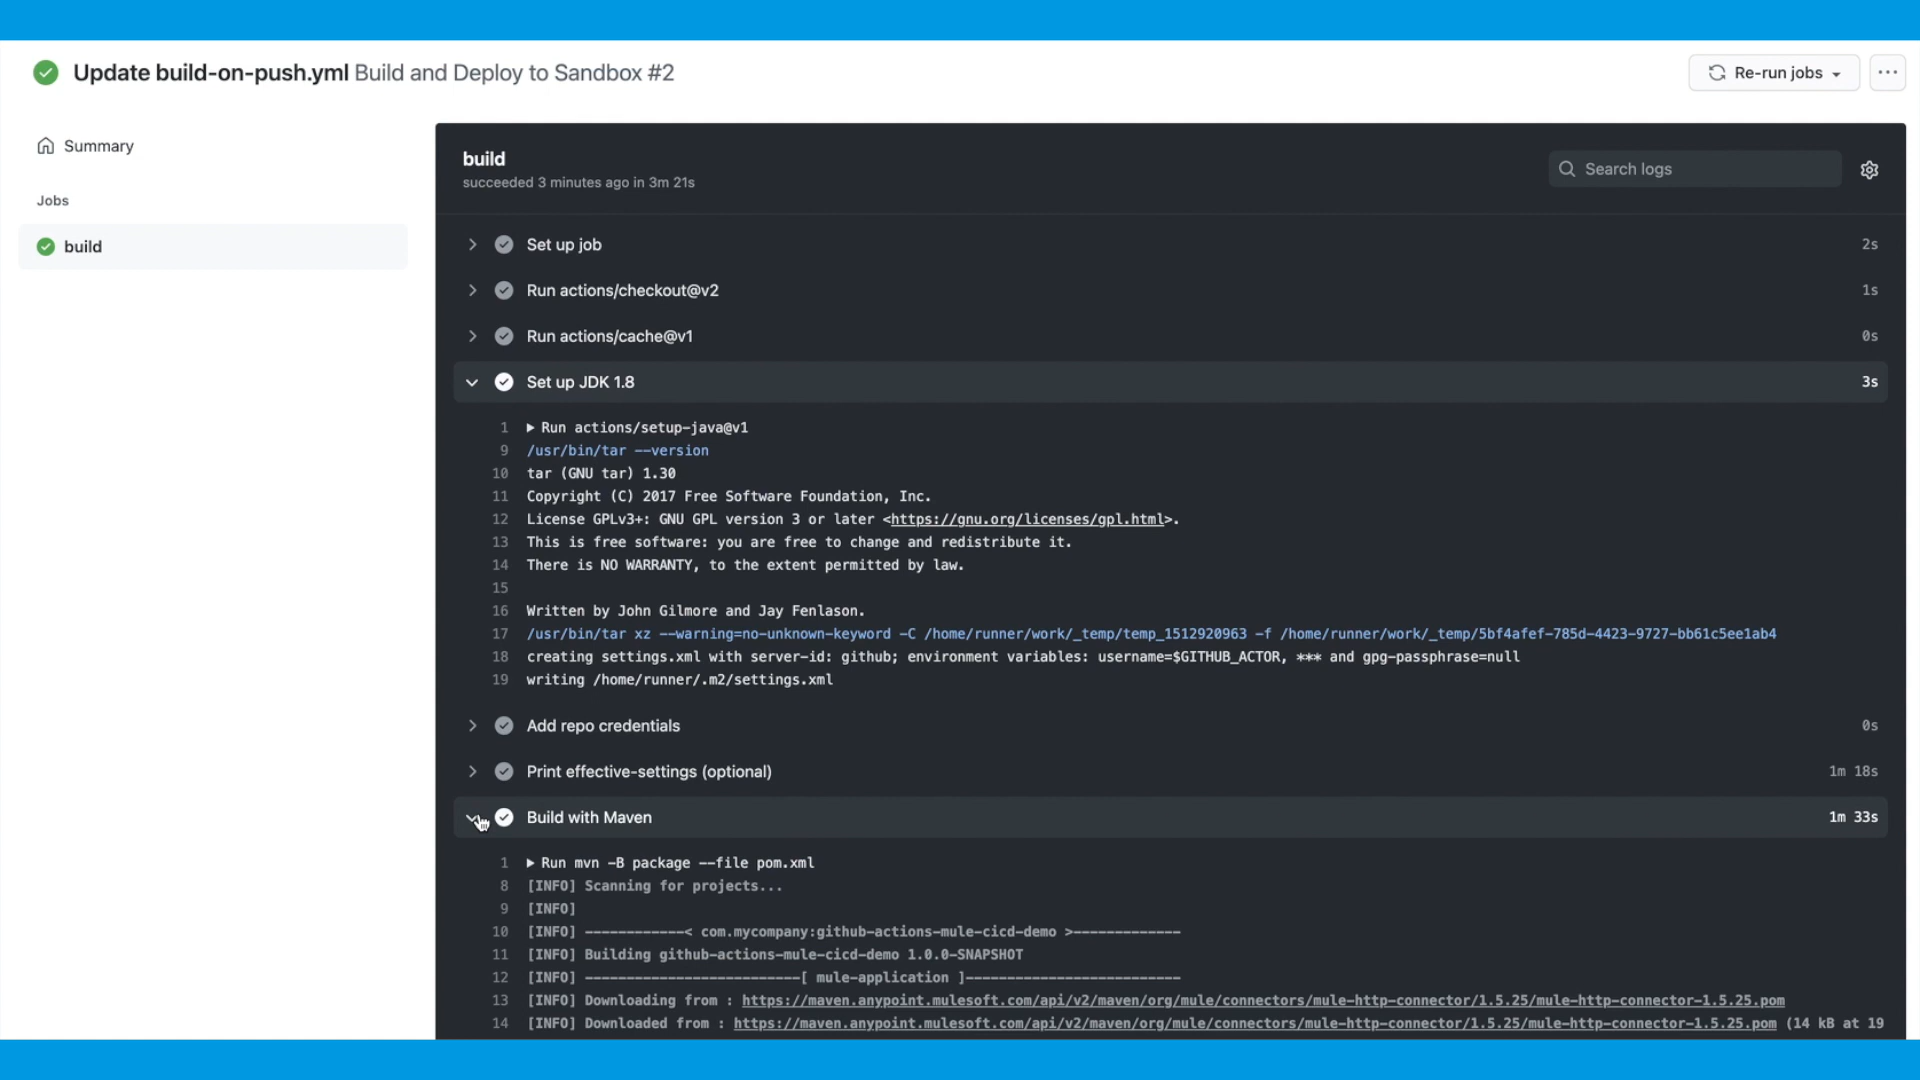 Update build-on-push.yml Build and Deploy to Sandbox #2
Re-run jobs
Summary
Jobs
build
build
succeeded 3 minutes ago in 3m 21s
Search logs
Set up job 2s
Run actions/checkout@v2 1s
Run actions/cache@v1 0s
Set up JDK 1.8 3s
1 ▶ Run actions/setup-java@v1
9 /usr/bin/tar --version
10 tar (GNU tar) 1.30
11 Copyright (C) 2017 Free Software Foundation, Inc.
12 License GPLv3+: GNU GPL version 3 or later <https://gnu.org/licenses/gpl.html>.
13 This is free software: you are free to change and redistribute it.
14 There is NO WARRANTY, to the extent permitted by law.
15
16 Written by John Gilmore and Jay Fenlason.
17 /usr/bin/tar xz --warning=no-unknown-keyword -C /home/runner/work/_temp/temp_1512920963 -f /home/runner/work/_temp/5bf4afef-785d-4423-9727-bb61c5ee1ab4
18 creating settings.xml with server-id: github; environment variables: username=$GITHUB_ACTOR, *** and gpg-passphrase=null
19 writing /home/runner/.m2/settings.xml
Add repo credentials 0s
Print effective-settings (optional) 1m 18s
Build with Maven 1m 33s
1 ▶ Run mvn -B package --file pom.xml
8 [INFO] Scanning for projects...
9 [INFO]
10 [INFO] ------------< com.mycompany:github-actions-mule-cicd-demo >-------------
11 [INFO] Building github-actions-mule-cicd-demo 1.0.0-SNAPSHOT
12 [INFO] --------------------------[ mule-application ]--------------------------
13 [INFO] Downloading from : https://maven.anypoint.mulesoft.com/api/v2/maven/org/mule/connectors/mule-http-connector/1.5.25/mule-http-connector-1.5.25.pom
14 [INFO] Downloaded from : https://maven.anypoint.mulesoft.com/api/v2/maven/org/mule/connectors/mule-http-connector/1.5.25/mule-http-connector-1.5.25.pom (14 kB at 19